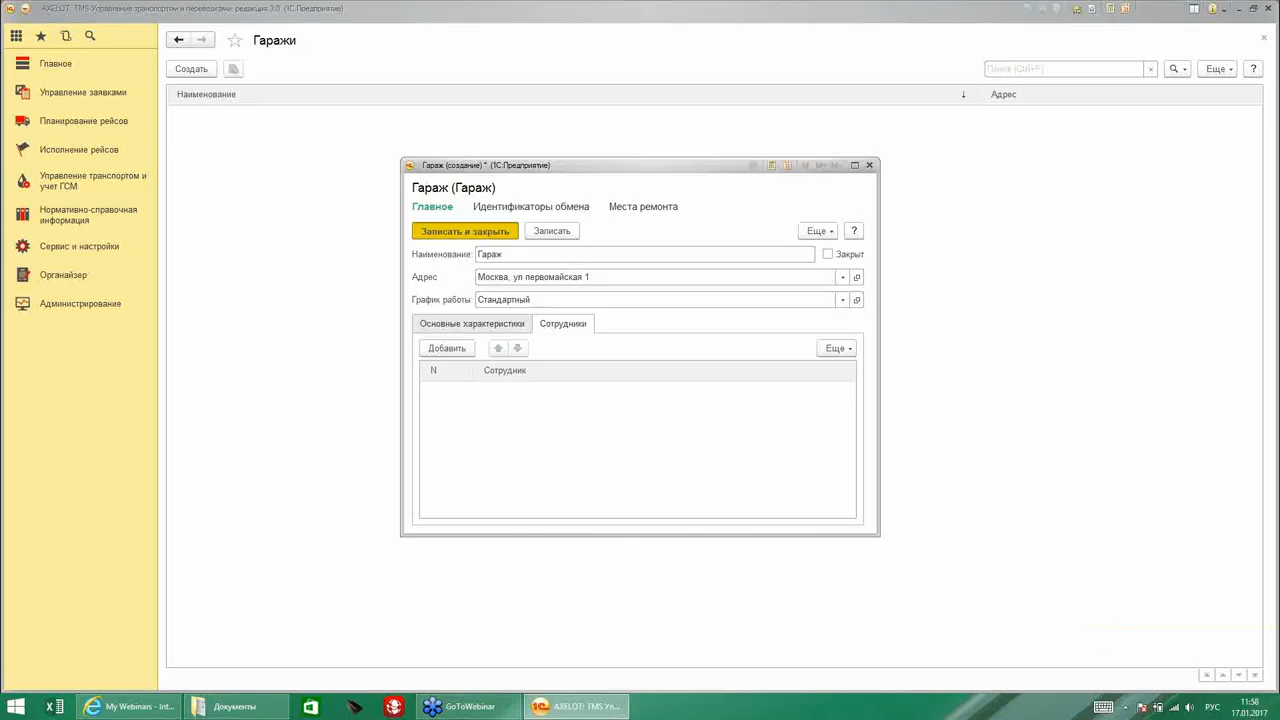 AXELOT: TMS Управление транспортом и перевозками. редакция 3.0 (1С:Предприятие)
Гаражи
Создать
Поиск (Ctrl+F)
Еще
?
Наименование
Адрес
Главное
Управление заявками
Планирование рейсов
Исполнение рейсов
Управление транспортом и
учет ГСМ
Нормативно-справочная
информация
Сервис и настройки
Органайзер
Администрирование
Гараж (создание) * (1С:Предприятие)
Гараж (Гараж)
Главное Идентификаторы обмена Места ремонта
Записать и закрыть Записать Еще ?
Наименование: Гараж Закрыт
Адрес Москва, ул первомайская 1
График работы: Стандартный
Основные характеристики Сотрудники
Добавить Еще
N Сотрудник
My Webinars - Int...
Документы
GoToWebinar
AXELOT: TMS Уп...
РУС
11:58
17.01.2017